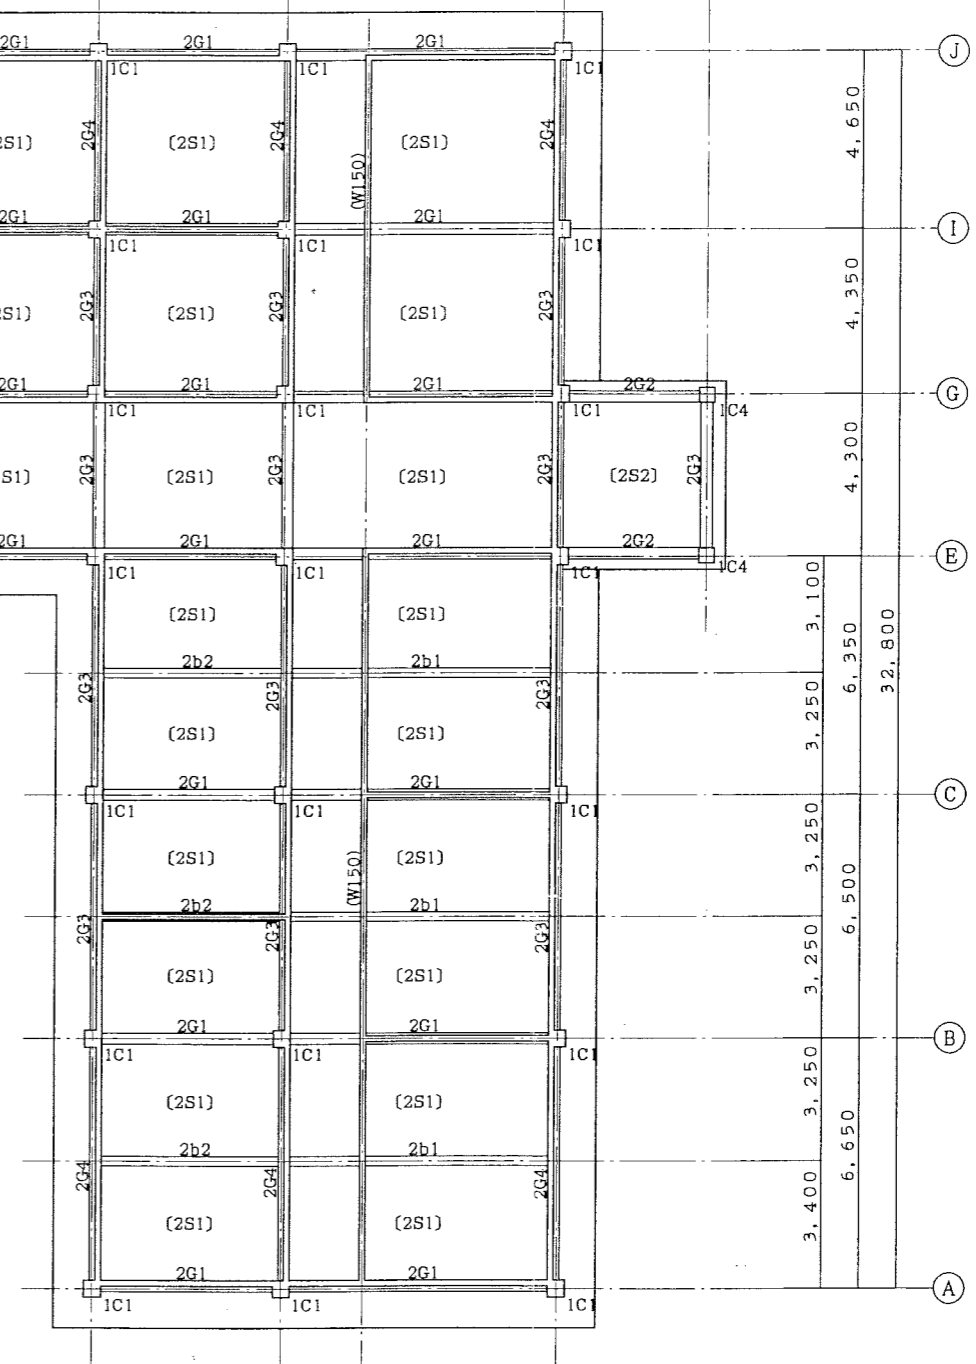 2G1 2G1 2G1 J
1C1 1C1 1C1
2G4 2G4 2G4 4,650
2S1) (2S1) (W150) (2S1)
2G1 2G1 2G1 I
1C1 1C1 1C1
2G3 2G3 2G3 4,350
2S1) (2S1) (2S1)
2G1 2G1 2G1 2G2 G
1C1 1C1 1C1 1C4
2G3 2G3 2G3 2G3 4,300
S1) (2S1) (2S1) (2S2)
2G1 2G1 2G1 2G2 E
1C1 1C1 1C1 1C4
(2S1) (2S1) 3,100
2b2 2b1 6,350 32,800
2G3 2G3 2G3 3,250
(2S1) (2S1)
2G1 2G1 C
1C1 1C1 1C1
(2S1) (W150) (2S1) 3,250
2b2 2b1 6,500
2G3 2G3 2G3 3,250
(2S1) (2S1)
2G1 2G1 B
1C1 1C1 1C1
(2S1) (2S1) 3,250
2b2 2b1 6,650
2G4 2G4 2G4 3,400
(2S1) (2S1)
2G1 2G1 A
1C1 1C1 1C1